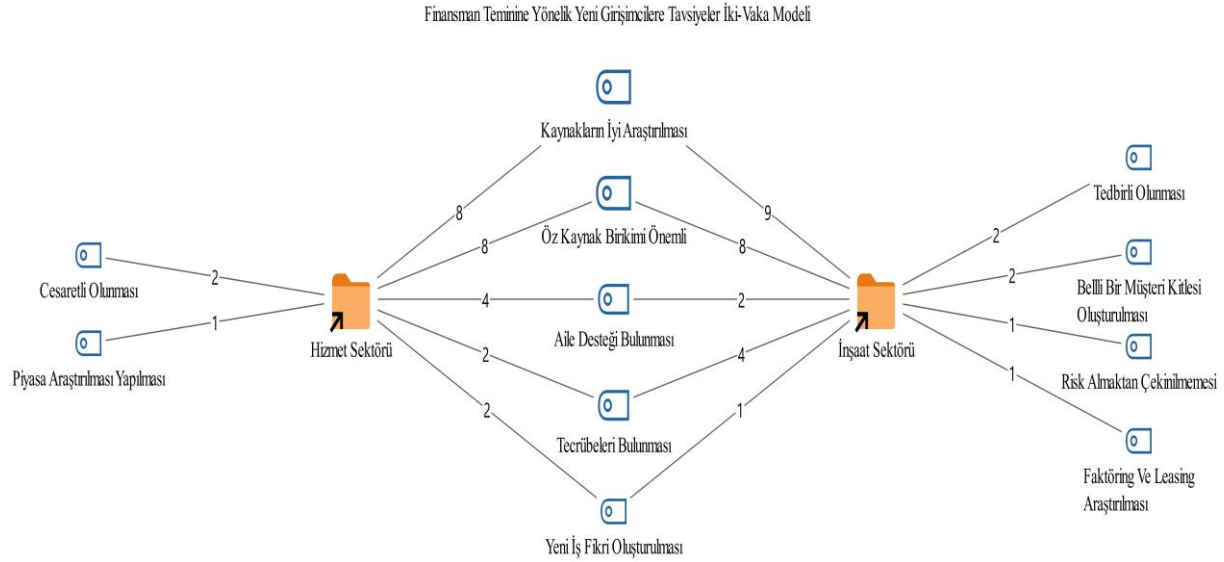 Finansman Teminine Yönelik Yeni Girişimcilere Tavsiyeler İki-Vaka Modeli
Kaynakların İyi Araştırılması
Tedbirli Olunması
8
9
2
Öz Kaynak Birikimi Önemli
8
8
Cesaretli Olunması
2
Bellli Bir Müşteri Kitlesi
Oluşturulması
2
Hizmet Sektörü
4
Aile Desteği Bulunması
2
İnşaat Sektörü
Piyasa Araştırılması Yapılması
1
1
Risk Almaktan Çekinilmemesi
2
4
1
Tecrübeleri Bulunması
2
1
Faktöring Ve Leasing
Araştırılması
Yeni İş Fikri Oluşturulması